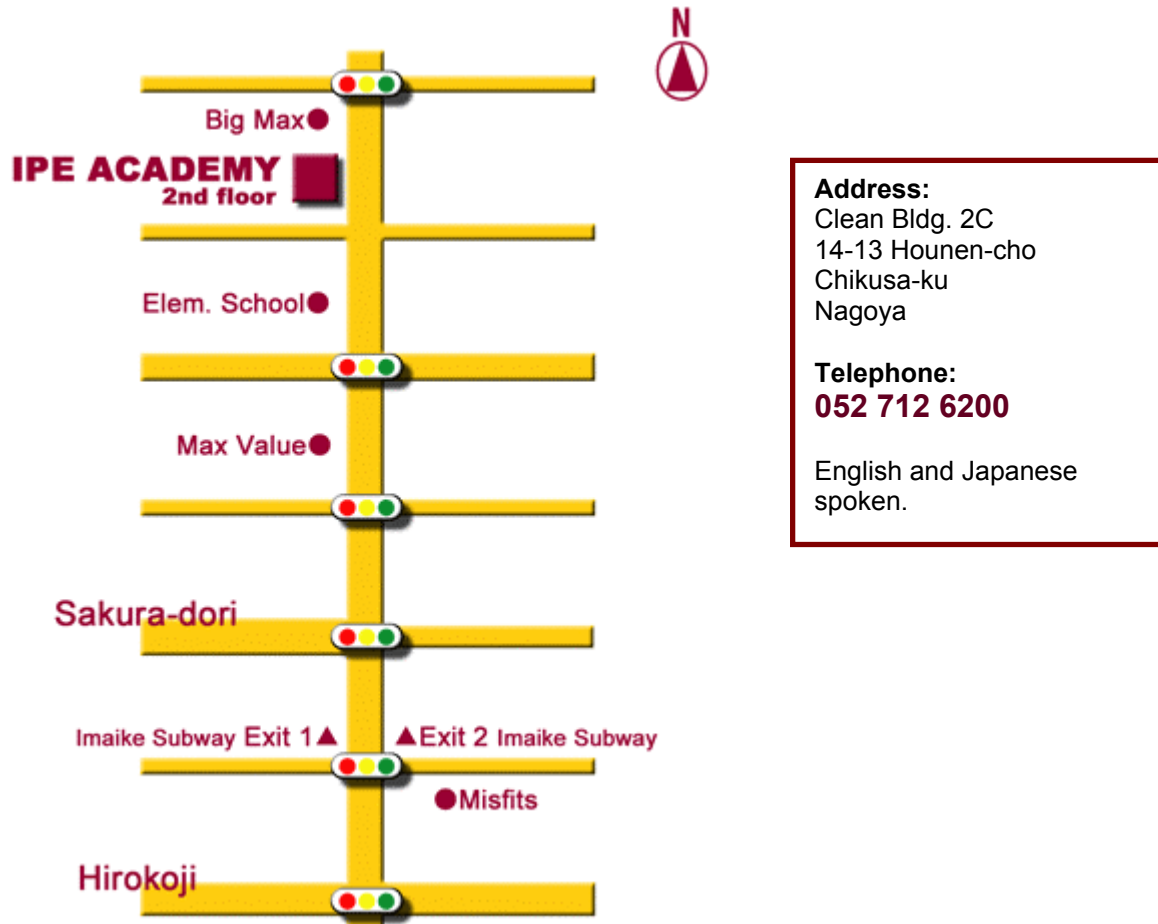 N
Big Max
IPE ACADEMY
2nd floor
Elem. School
Max Value
Sakura-dori
Imaike Subway Exit 1
Exit 2 Imaike Subway
Misfits
Hirokoji
Address:
Clean Bldg. 2C
14-13 Hounen-cho
Chikusa-ku
Nagoya
Telephone:
052 712 6200
English and Japanese
spoken.